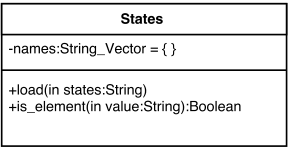 States
-names:String_Vector = { }
+load(in states:String)
+is_element(in value:String):Boolean